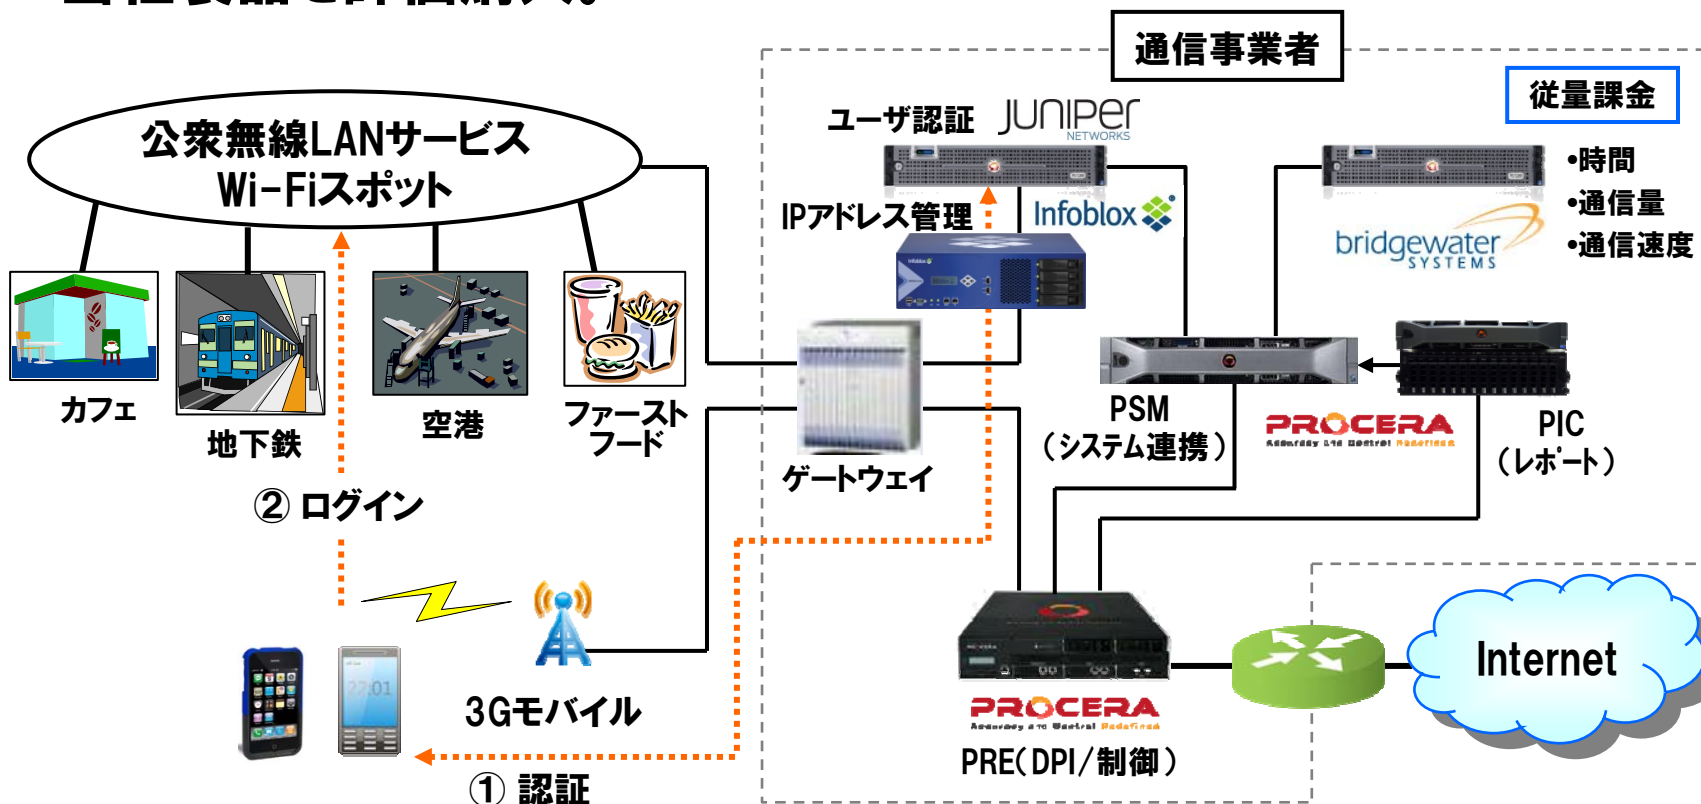 通信事業者
従量課金
ユーザ認証
JUNIPER
NETWORKS
公衆無線LANサービス
Wi-Fiスポット
•時間
•通信量
•通信速度
IPアドレス管理
Infoblox
bridgewater
SYSTEMS
Infoblox
カフェ
地下鉄
空港
ファースト
フード
ゲートウェイ
PSM
(システム連携)
PROCERA
PIC
(レポート)
② ログイン
22:01
3Gモバイル
PROCERA
PRE(DPI/制御)
Internet
① 認証